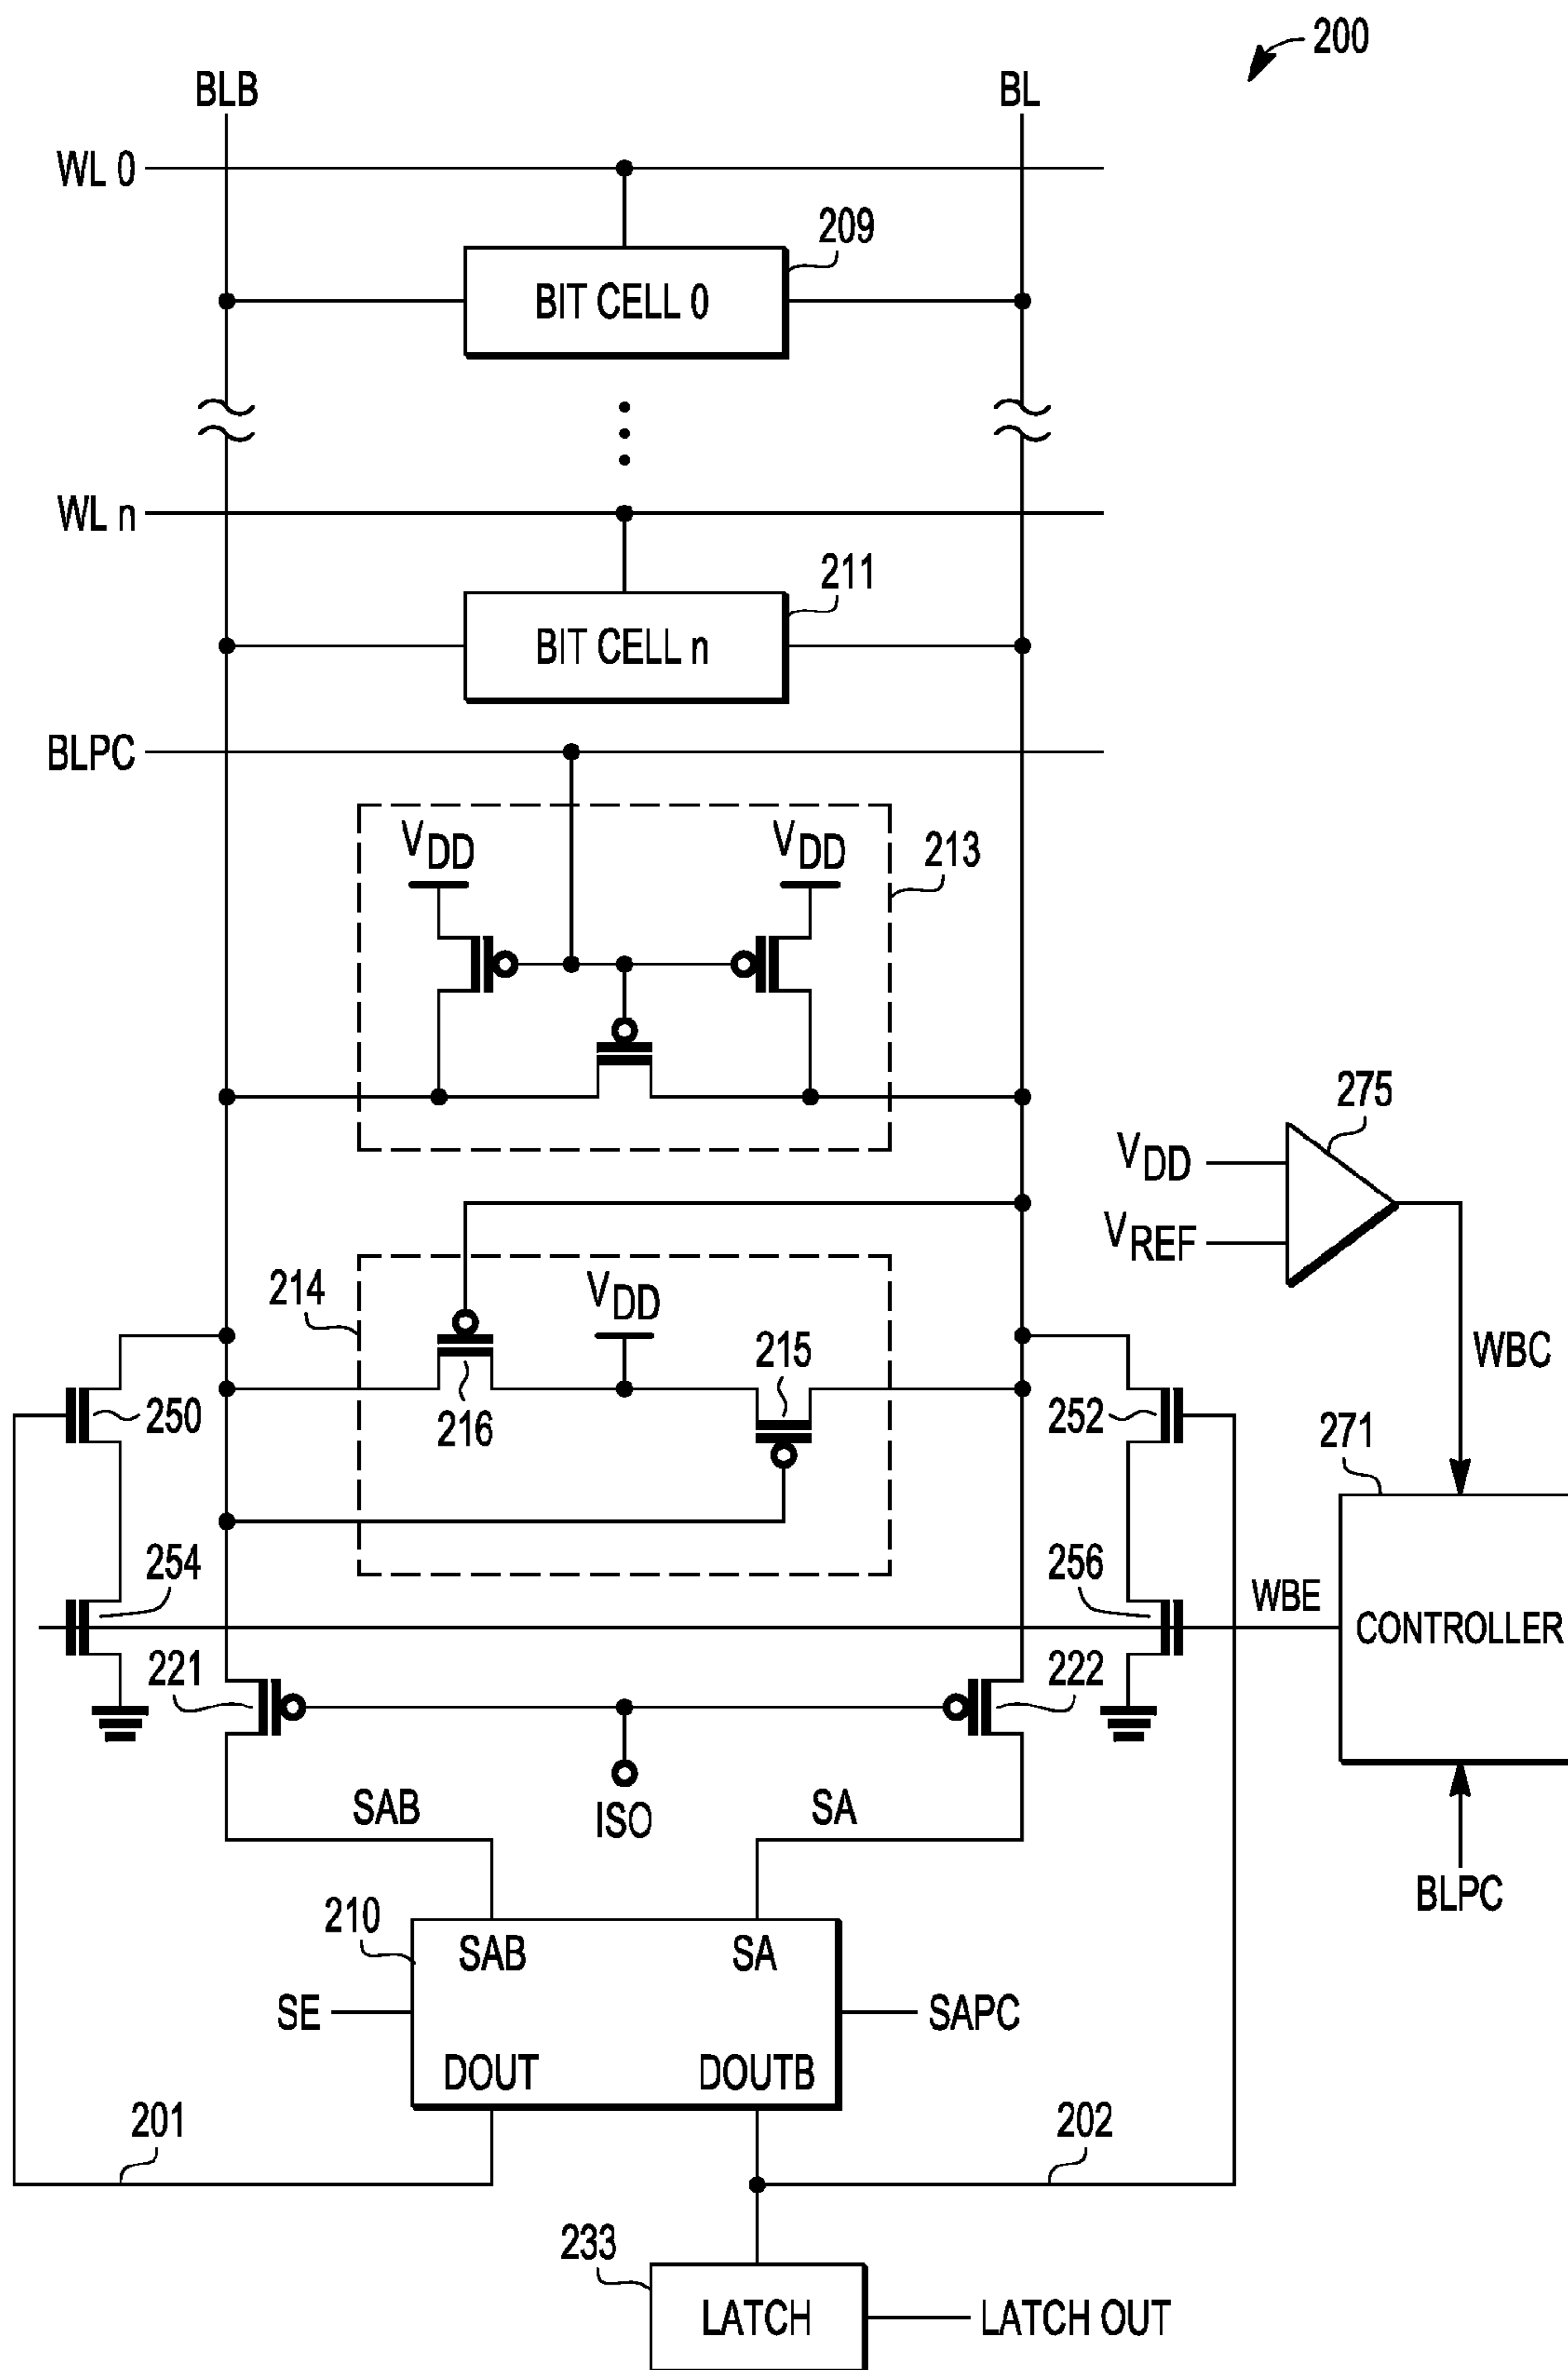 200
BLB
BL
WL 0
209
BIT CELL 0
WL n
211
BIT CELL n
BLPC
VDD
VDD
213
275
VDD
VREF
214
VDD
215
WBC
250
216
252
271
254
256
WBE
CONTROLLER
221
222
ISO
SAB
SA
BLPC
210
SAB
SA
SE
SAPC
DOUT
DOUTB
201
202
233
LATCH
LATCH OUT